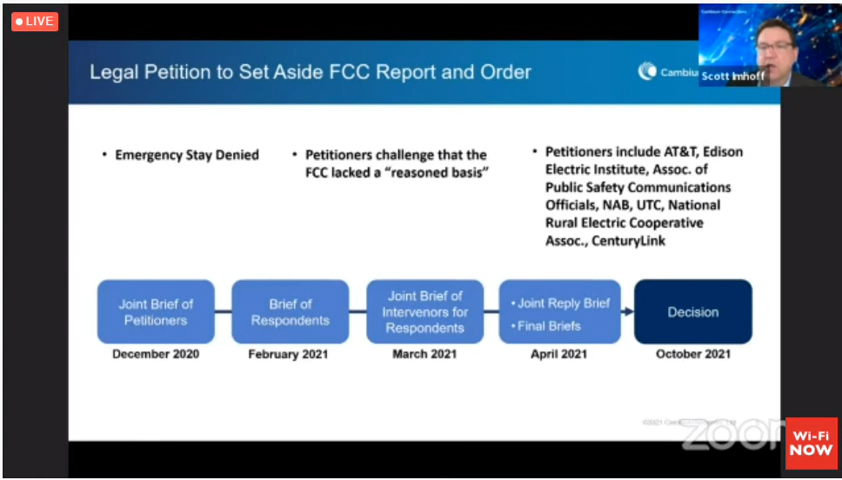 LIVE
Cambium Connections
Scott Imhoff
Legal Petition to Set Aside FCC Report and Order
• Emergency Stay Denied
• Petitioners challenge that the
FCC lacked a “reasoned basis”
• Petitioners include AT&T, Edison
Electric Institute, Assoc. of
Public Safety Communications
Officials, NAB, UTC, National
Rural Electric Cooperative
Assoc., CenturyLink
Joint Brief of
Petitioners
December 2020
Brief of
Respondents
February 2021
Joint Brief of
Intervenors for
Respondents
March 2021
• Joint Reply Brief
• Final Briefs
April 2021
Decision
October 2021
©2021
zoom
Wi-Fi
NOW